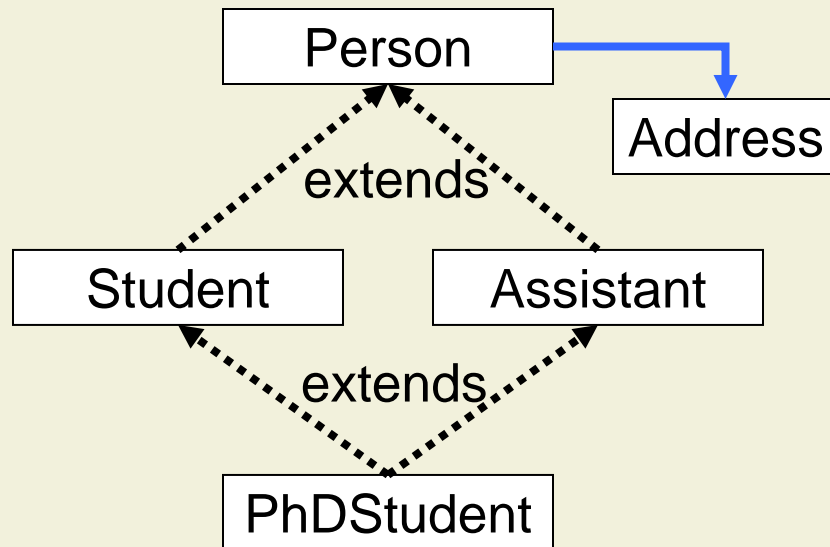 Person
Address
extends
Student
Assistant
extends
PhDStudent